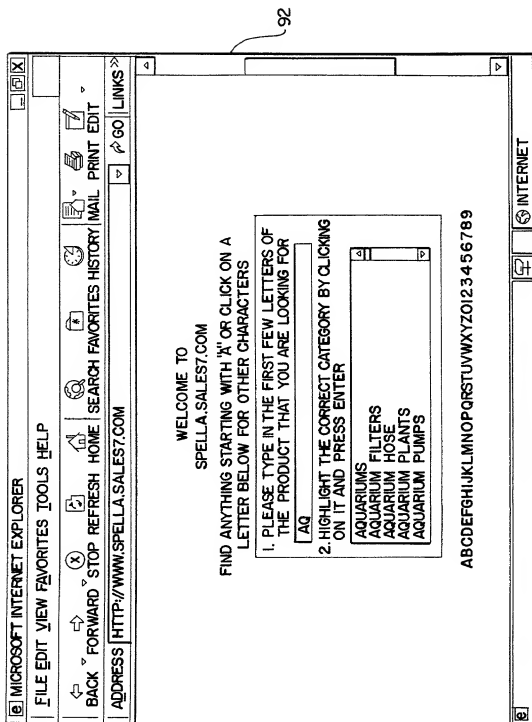 MICROSOFT INTERNET EXPLORER
FILE EDIT VIEW FAVORITES TOOLS HELP
BACK FORWARD STOP REFRESH HOME SEARCH FAVORITES HISTORY MAIL PRINT EDIT
ADDRESS HTTP://WWW.SPELLA.SALES7.COM GO LINKS »
WELCOME TO
SPELLA.SALES7.COM
FIND ANYTHING STARTING WITH "A" OR CLICK ON A
LETTER BELOW FOR OTHER CHARACTERS
1. PLEASE TYPE IN THE FIRST FEW LETTERS OF
THE PRODUCT THAT YOU ARE LOOKING FOR
AQ
2. HIGHLIGHT THE CORRECT CATEGORY BY CLICKING
ON IT AND PRESS ENTER
AQUARIUMS
AQUARIUM FILTERS
AQUARIUM HOSE
AQUARIUM PLANTS
AQUARIUM PUMPS
ABCDEFGHIJKLMNOPQRSTUVWXYZ0123456789
INTERNET
92